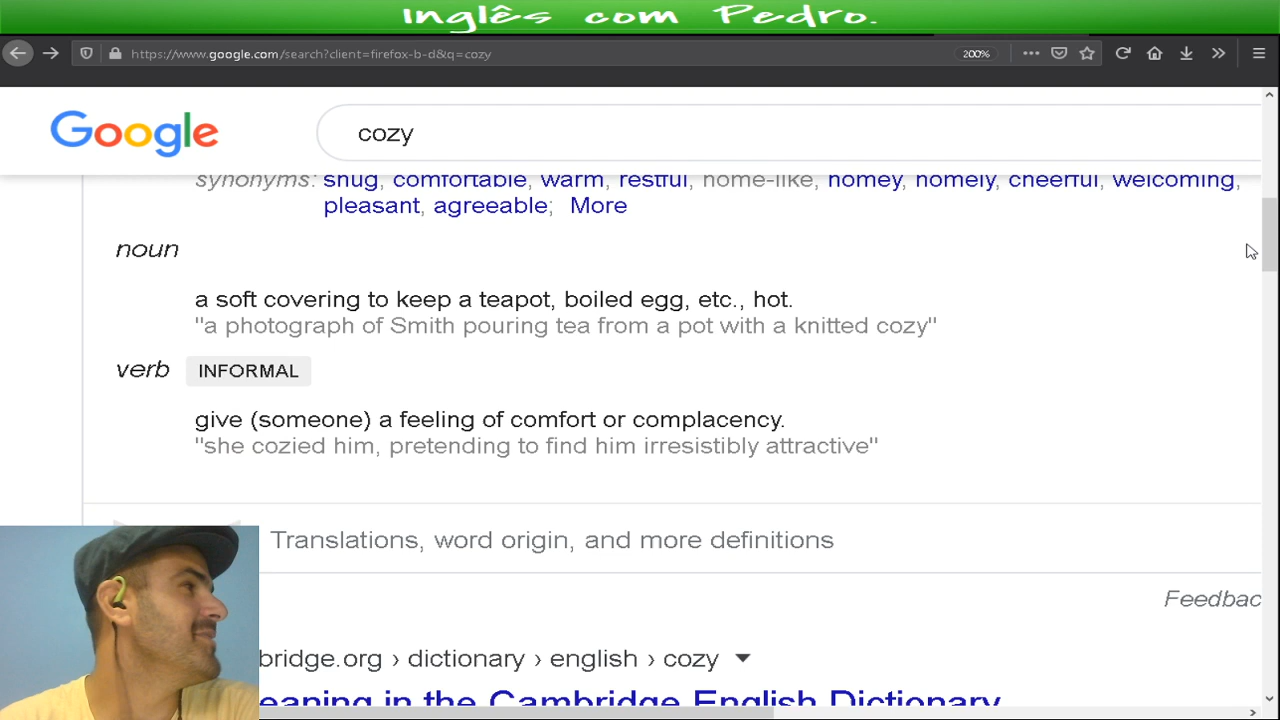 Inglês com Pedro.
https://www.google.com/search?client=firefox-b-d&q=cozy
200%
Google
cozy
synonyms: snug, comfortable, warm, restful, home-like, homey, homely, cheerful, welcoming,
pleasant, agreeable; More
noun
a soft covering to keep a teapot, boiled egg, etc., hot.
"a photograph of Smith pouring tea from a pot with a knitted cozy"
verb INFORMAL
give (someone) a feeling of comfort or complacency.
"she cozied him, pretending to find him irresistibly attractive"
Translations, word origin, and more definitions
Feedbac
bridge.org › dictionary › english › cozy
eaning in the Cambridge English Dictionary